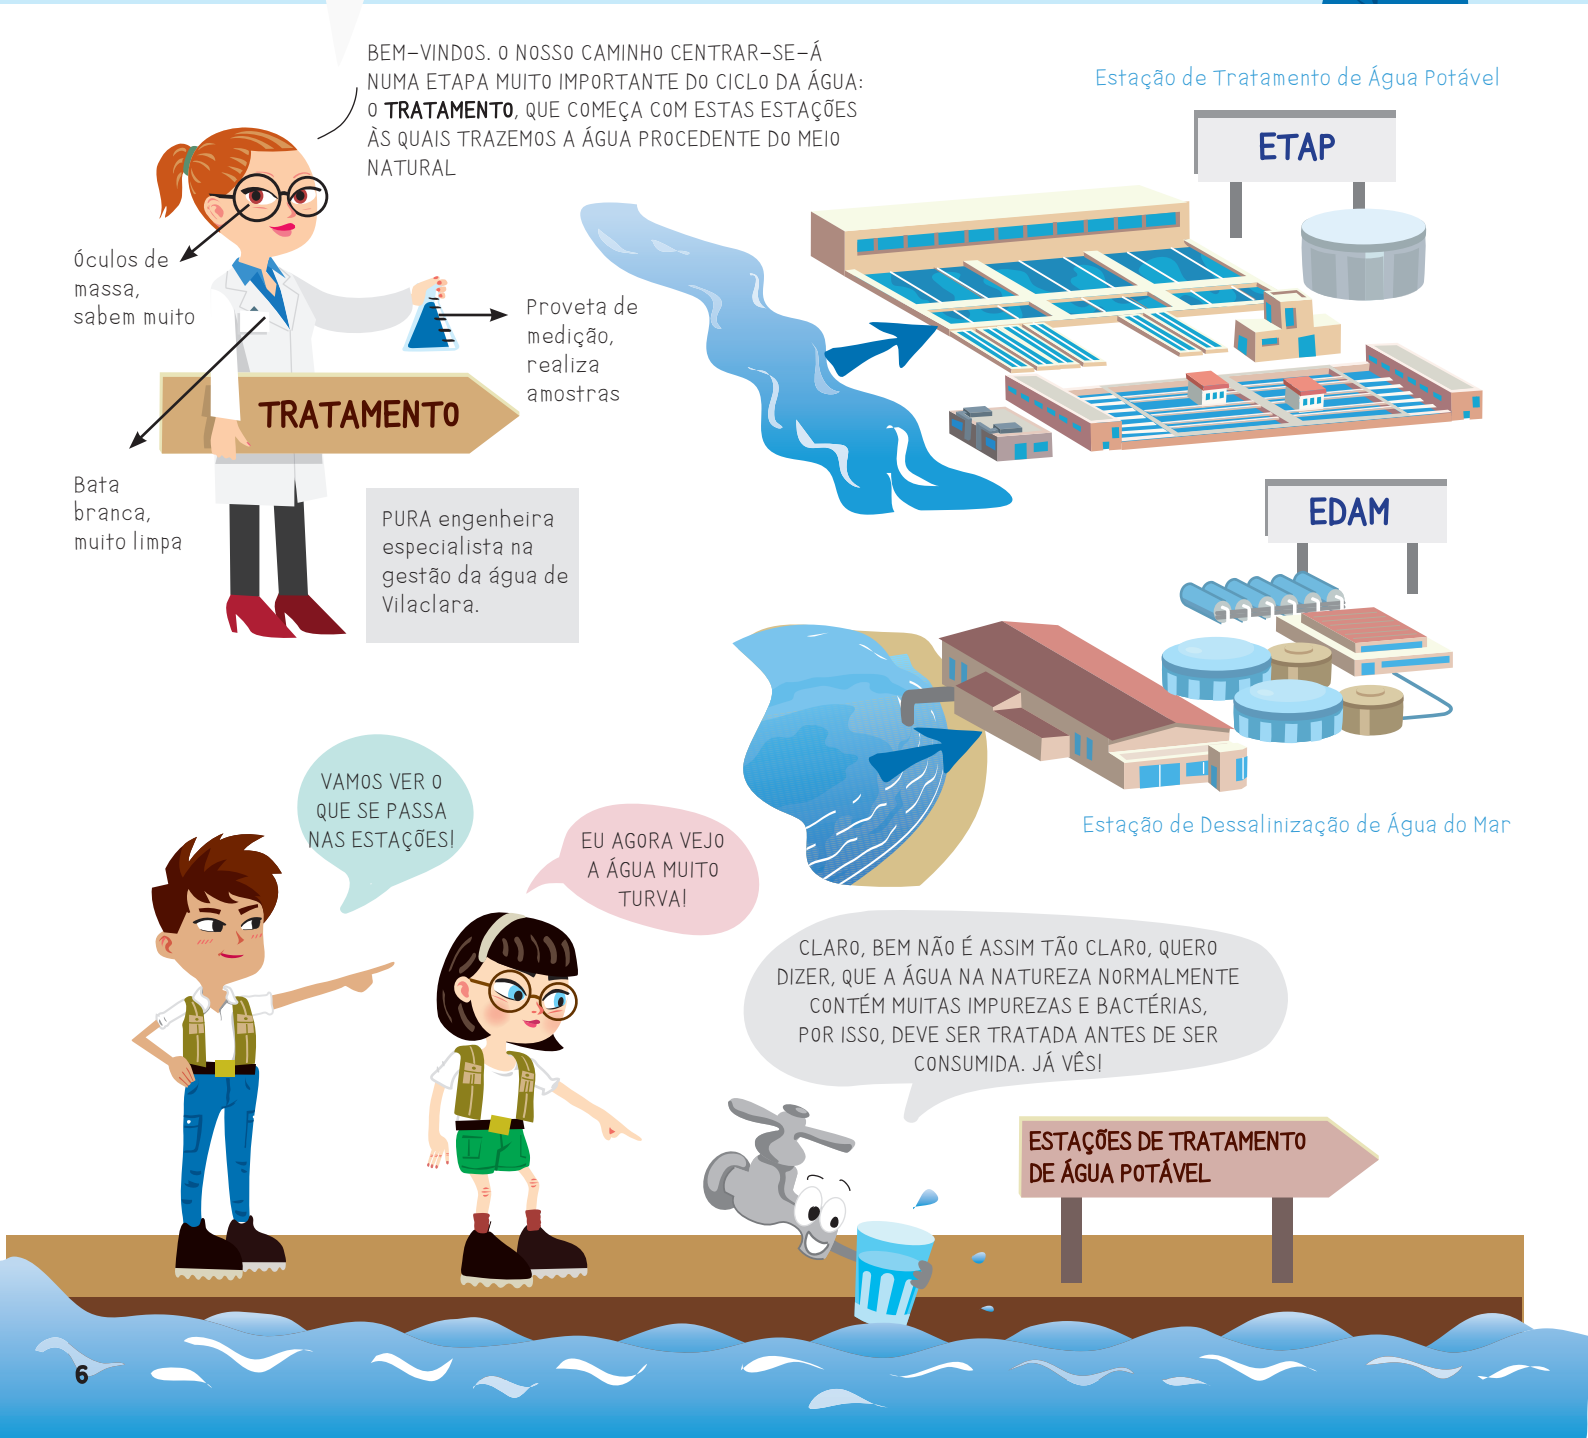 BEM-VINDOS. O NOSSO CAMINHO CENTRAR-SE-Á
NUMA ETAPA MUITO IMPORTANTE DO CICLO DA ÁGUA:
O TRATAMENTO, QUE COMEÇA COM ESTAS ESTAÇÕES
ÀS QUAIS TRAZEMOS A ÁGUA PROCEDENTE DO MEIO
NATURAL
Estação de Tratamento de Água Potável
ETAP
Óculos de
massa,
sabem muito
Proveta de
medição,
realiza
amostras
TRATAMENTO
Bata
branca,
muito limpa
PURA engenheira
especialista na
gestão da água de
Vilaclara.
EDAM
Estação de Dessalinização de Água do Mar
VAMOS VER O
QUE SE PASSA
NAS ESTAÇÕES!
EU AGORA VEJO
A ÁGUA MUITO
TURVA!
CLARO, BEM NÃO É ASSIM TÃO CLARO, QUERO
DIZER, QUE A ÁGUA NA NATUREZA NORMALMENTE
CONTÉM MUITAS IMPUREZAS E BACTÉRIAS,
POR ISSO, DEVE SER TRATADA ANTES DE SER
CONSUMIDA. JÁ VÊS!
ESTAÇÕES DE TRATAMENTO
DE ÁGUA POTÁVEL
6